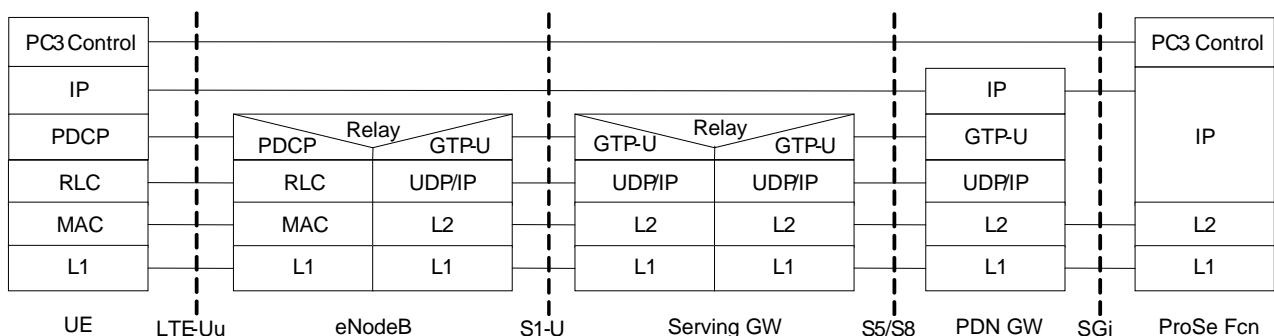 PC3 Control PC3 Control
IP IP
PDCP Relay PDCP GTP-U Relay GTP-U GTP-U GTP-U IP
RLC RLC UDP/IP UDP/IP UDP/IP UDP/IP
MAC MAC L2 L2 L2 L2 L2
L1 L1 L1 L1 L1 L1 L1
UE LTE-Uu eNodeB S1-U Serving GW S5/S8 PDN GW SGi ProSe Fcn